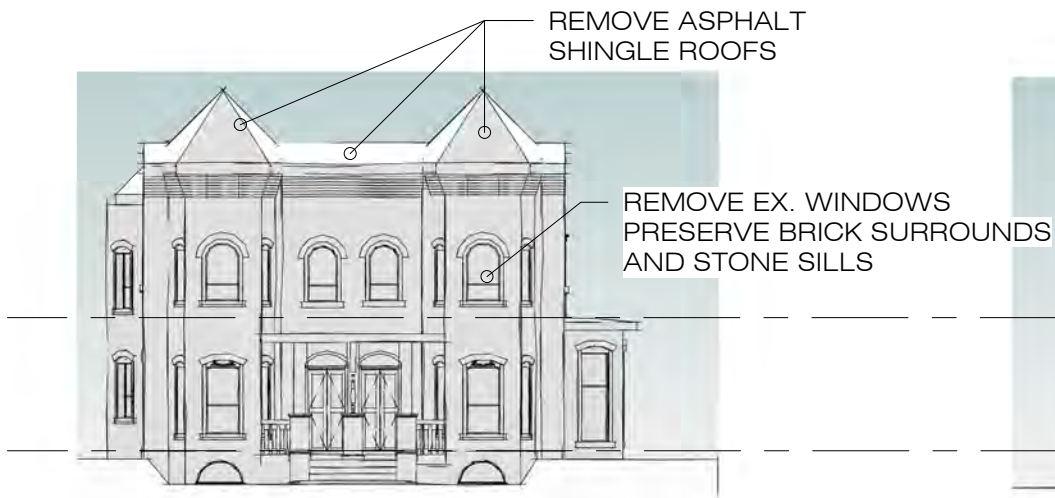 REMOVE ASPHALT
SHINGLE ROOFS
REMOVE EX. WINDOWS
PRESERVE BRICK SURROUNDS
AND STONE SILLS